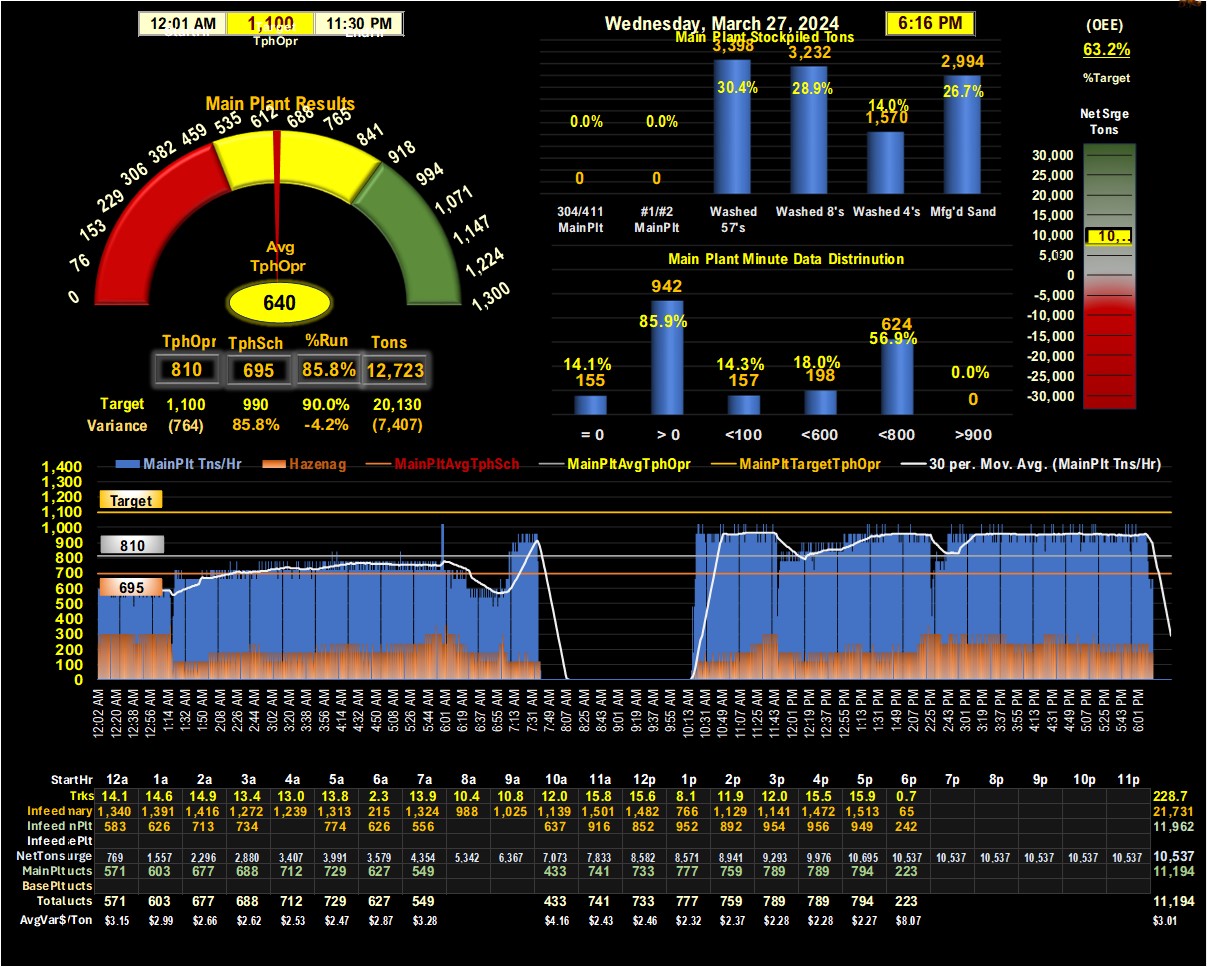 12:01 AM 1,100 11:30 PM
StartHr EndHr
TphOpr
Wednesday, March 27, 2024 6:16 PM
(OEE)
63.2%
%Target
Main Plant Stockpiled Tons
3,398 3,232 2,994
30.4% 28.9% 14.0% 26.7%
1,570
0.0% 0.0%
0 0
304/411 MainPlt #1/#2 MainPlt Washed 57's Washed 8's Washed 4's Mfg'd Sand
Net Srge
Tons
30,000
25,000
20,000
15,000
10,000
5,000
0
-5,000
-10,000
-15,000
-20,000
-25,000
-30,000
10,...
Main Plant Results
0 76 153 229 306 382 459 535 612 688 765 841 918 994 1,071 1,147 1,224 1,300
Avg
TphOpr
640
TphOpr TphSch %Run Tons
810 695 85.8% 12,723
Target 1,100 990 90.0% 20,130
Variance (764) 85.8% -4.2% (7,407)
Main Plant Minute Data Distrinution
942
85.9%
624
56.9%
14.1% 14.3% 18.0% 0.0%
155 157 198 0
= 0 > 0 <100 <600 <800 >900
MainPlt Tns/Hr Hazenag MainPltAvgTphSch MainPltAvgTphOpr MainPltTargetTphOpr 30 per. Mov. Avg. (MainPlt Tns/Hr)
1,400
1,300
1,200
1,100
1,000
900
800
700
600
500
400
300
200
100
0
Target
810
695
12:02 AM 12:20 AM 12:38 AM 12:56 AM 1:14 AM 1:32 AM 1:50 AM 2:08 AM 2:26 AM 2:44 AM 3:02 AM 3:20 AM 3:38 AM 3:56 AM 4:14 AM 4:32 AM 4:50 AM 5:08 AM 5:26 AM 5:44 AM 6:01 AM 6:19 AM 6:37 AM 6:55 AM 7:13 AM 7:31 AM 7:49 AM 8:07 AM 8:25 AM 8:43 AM 9:01 AM 9:19 AM 9:37 AM 9:55 AM 10:13 AM 10:31 AM 10:49 AM 11:07 AM 11:25 AM 11:43 AM 12:01 PM 12:19 PM 12:37 PM 12:55 PM 1:13 PM 1:31 PM 1:49 PM 2:07 PM 2:25 PM 2:43 PM 3:01 PM 3:19 PM 3:37 PM 3:55 PM 4:13 PM 4:31 PM 4:49 PM 5:07 PM 5:25 PM 5:43 PM 6:01 PM
StartHr 12a 1a 2a 3a 4a 5a 6a 7a 8a 9a 10a 11a 12p 1p 2p 3p 4p 5p 6p 7p 8p 9p 10p 11p
Trks 14.1 14.6 14.9 13.4 13.0 13.8 2.3 13.9 10.4 10.8 12.0 15.8 15.6 8.1 11.9 12.0 15.5 15.9 0.7 228.7
Infeed nary 1,340 1,391 1,416 1,272 1,239 1,313 215 1,324 988 1,025 1,139 1,501 1,482 766 1,129 1,141 1,472 1,513 65 21,731
Infeed nPlt 583 626 713 734 774 626 556 637 916 852 952 892 954 956 949 242 11,962
Infeed ePlt
NetTons urge 769 1,557 2,296 2,880 3,407 3,991 3,579 4,354 5,342 6,367 7,073 7,833 8,582 8,571 8,941 9,293 9,976 10,695 10,537 10,537 10,537 10,537 10,537 10,537 10,537
MainPlt ucts 571 603 677 688 712 729 627 549 433 741 733 777 759 789 789 794 223 11,194
BasePlt ucts
Total ucts 571 603 677 688 712 729 627 549 433 741 733 777 759 789 789 794 223 11,194
AvgVar$/Ton $3.15 $2.99 $2.66 $2.62 $2.53 $2.47 $2.87 $3.28 $4.16 $2.43 $2.46 $2.32 $2.37 $2.28 $2.28 $2.27 $8.07 $3.01